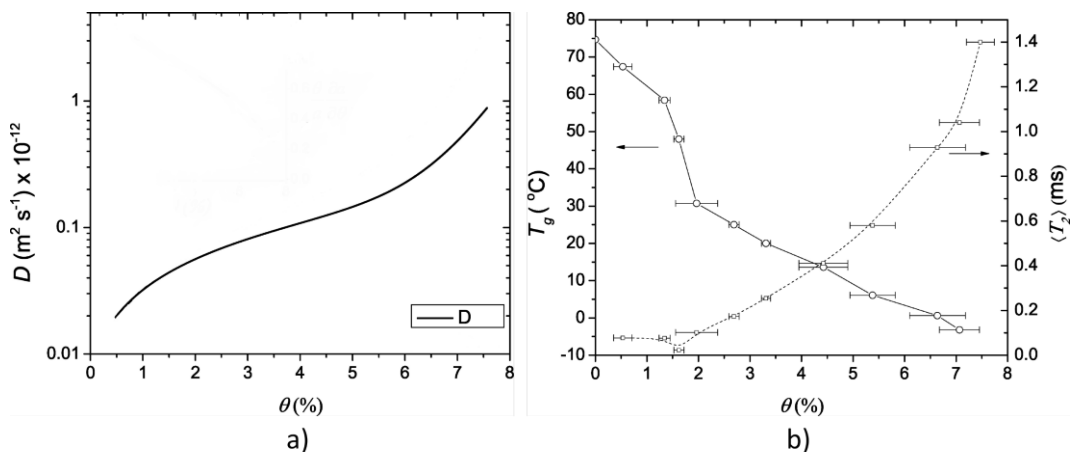 D (m² s⁻¹) x 10⁻¹²
1
0.1
0.01
D
0 1 2 3 4 5 6 7 8
θ (%)
a)
T_g ( °C)
80
70
60
50
40
30
20
10
0
-10
0 1 2 3 4 5 6 7 8
θ (%)
1.4
1.2
1.0
0.8
0.6
0.4
0.2
0.0
⟨T₂⟩ (ms)
b)